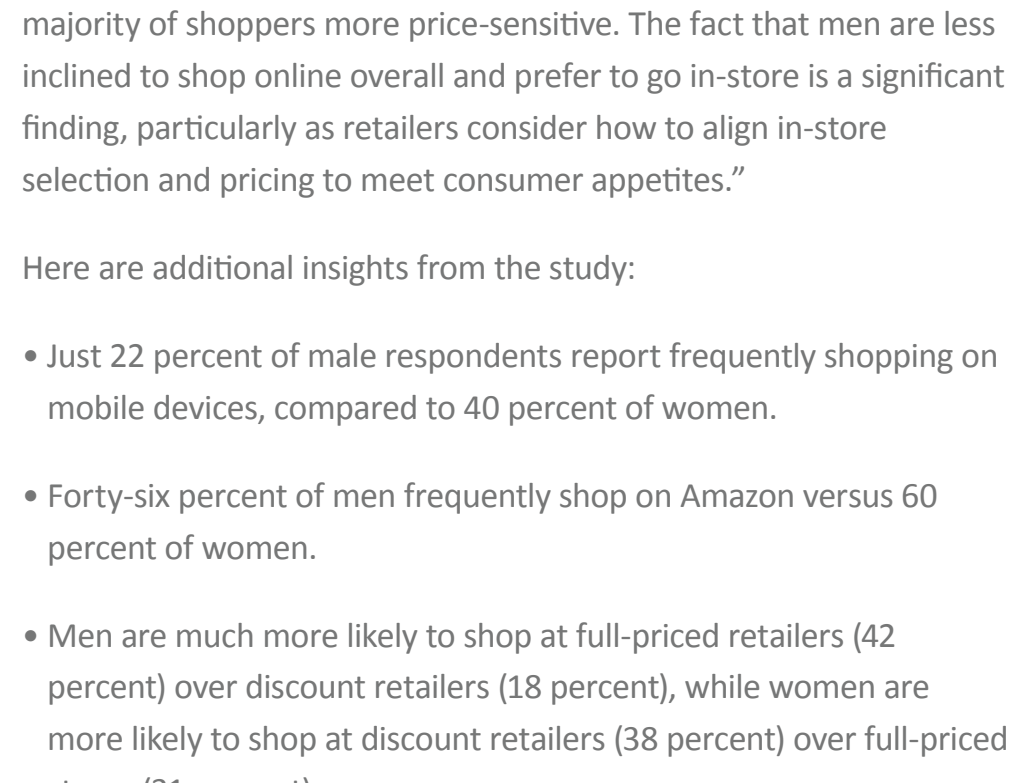 majority of shoppers more price-sensitive. The fact that men are less
inclined to shop online overall and prefer to go in-store is a significant
finding, particularly as retailers consider how to align in-store
selection and pricing to meet consumer appetites.”
Here are additional insights from the study:
• Just 22 percent of male respondents report frequently shopping on
mobile devices, compared to 40 percent of women.
• Forty-six percent of men frequently shop on Amazon versus 60
percent of women.
• Men are much more likely to shop at full-priced retailers (42
percent) over discount retailers (18 percent), while women are
more likely to shop at discount retailers (38 percent) over full-priced